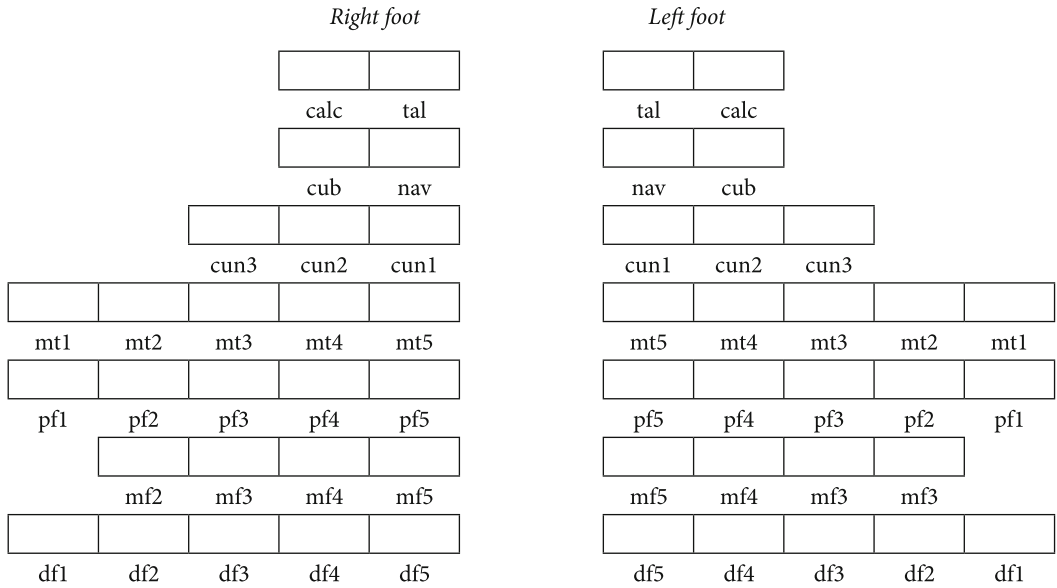 Right foot Left foot
calc tal tal calc
cub nav nav cub
cun3 cun2 cun1 cun1 cun2 cun3
mt1 mt2 mt3 mt4 mt5 mt5 mt4 mt3 mt2 mt1
pf1 pf2 pf3 pf4 pf5 pf5 pf4 pf3 pf2 pf1
mf2 mf3 mf4 mf5 mf5 mf4 mf3 mf3
df1 df2 df3 df4 df5 df5 df4 df3 df2 df1